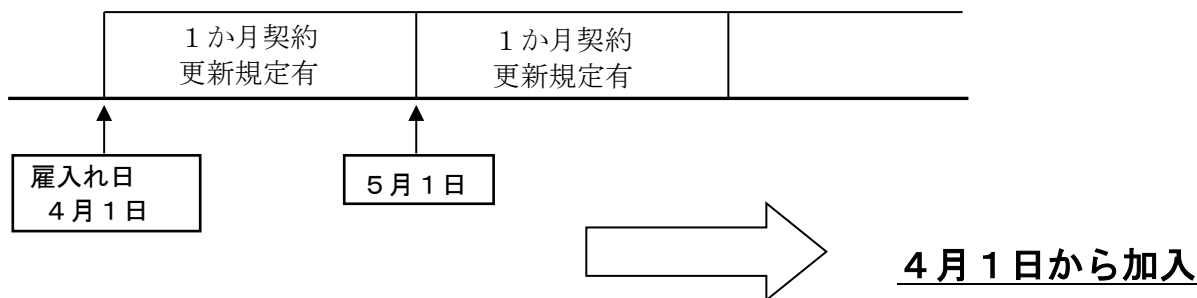 １か月契約
更新規定有
１か月契約
更新規定有
雇入れ日
４月１日
５月１日
４月１日から加入